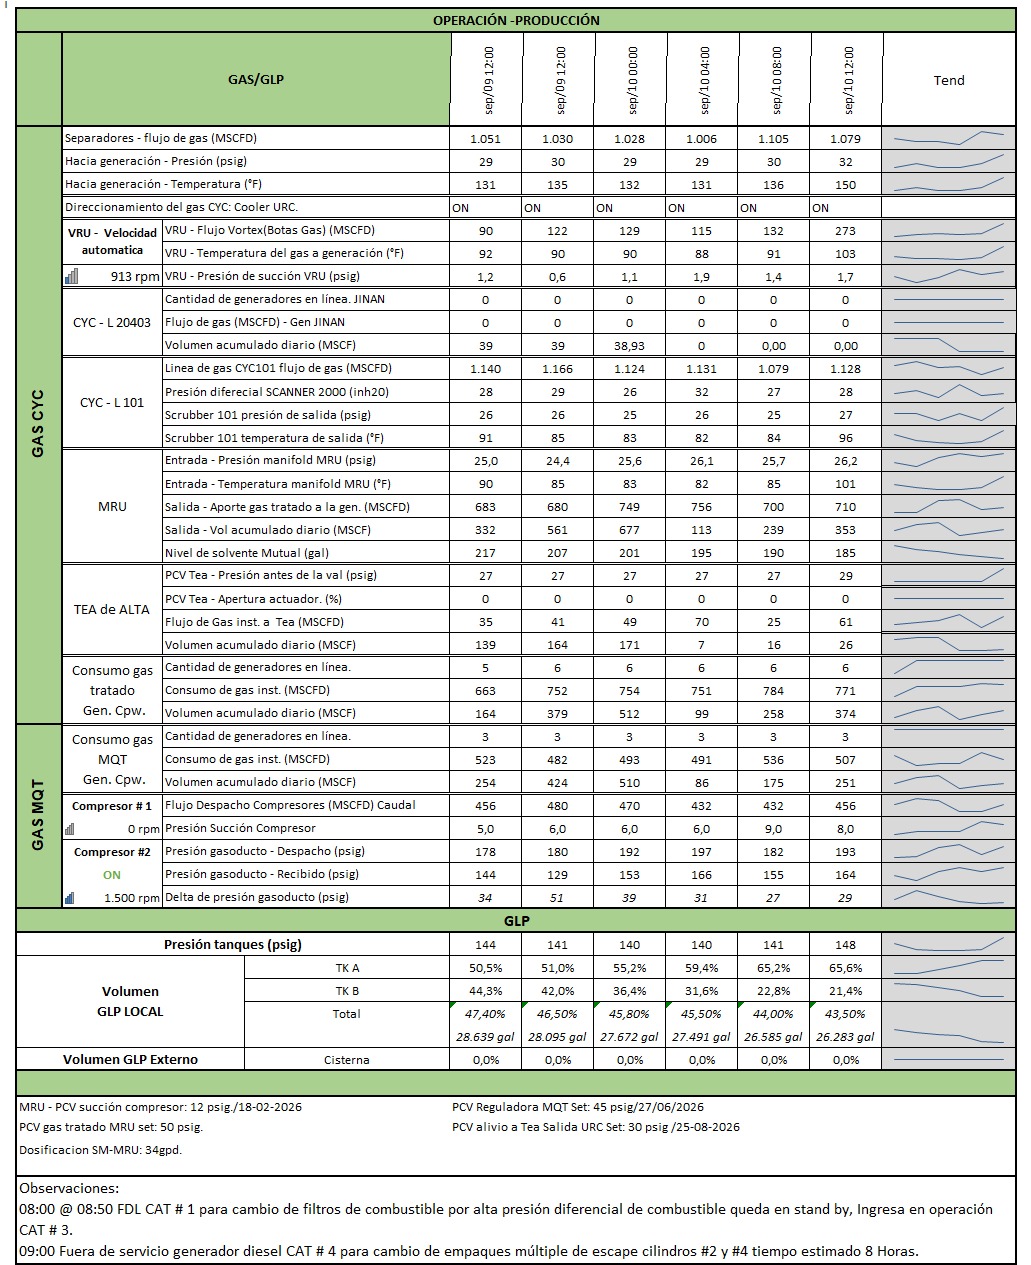 OPERACIÓN -PRODUCCIÓN
GAS/GLP sep/09 12:00 sep/09 12:00 sep/10 00:00 sep/10 04:00 sep/10 08:00 sep/10 12:00 Tend
GAS CYC
Separadores - flujo de gas (MSCFD) 1.051 1.030 1.028 1.006 1.105 1.079
Hacia generación - Presión (psig) 29 30 29 29 30 32
Hacia generación - Temperatura (°F) 131 135 132 131 136 150
Direccionamiento del gas CYC: Cooler URC. ON ON ON ON ON ON
VRU - Velocidad automatica
913 rpm
VRU - Flujo Vortex(Botas Gas) (MSCFD) 90 122 129 115 132 273
VRU - Temperatura del gas a generación (°F) 92 90 90 88 91 103
VRU - Presión de succión VRU (psig) 1,2 0,6 1,1 1,9 1,4 1,7
CYC - L 20403
Cantidad de generadores en línea. JINAN 0 0 0 0 0 0
Flujo de gas (MSCFD) - Gen JINAN 0 0 0 0 0 0
Volumen acumulado diario (MSCF) 39 39 38,93 0 0,00 0,00
CYC - L 101
Linea de gas CYC101 flujo de gas (MSCFD) 1.140 1.166 1.124 1.131 1.079 1.128
Presión diferecial SCANNER 2000 (inh20) 28 29 26 32 27 28
Scrubber 101 presión de salida (psig) 26 26 25 26 25 27
Scrubber 101 temperatura de salida (°F) 91 85 83 82 84 96
MRU
Entrada - Presión manifold MRU (psig) 25,0 24,4 25,6 26,1 25,7 26,2
Entrada - Temperatura manifold MRU (°F) 90 85 83 82 85 101
Salida - Aporte gas tratado a la gen. (MSCFD) 683 680 749 756 700 710
Salida - Vol acumulado diario (MSCF) 332 561 677 113 239 353
Nivel de solvente Mutual (gal) 217 207 201 195 190 185
TEA de ALTA
PCV Tea - Presión antes de la val (psig) 27 27 27 27 27 29
PCV Tea - Apertura actuador. (%) 0 0 0 0 0 0
Flujo de Gas inst. a Tea (MSCFD) 35 41 49 70 25 61
Volumen acumulado diario (MSCF) 139 164 171 7 16 26
Consumo gas tratado Gen. Cpw.
Cantidad de generadores en línea. 5 6 6 6 6 6
Consumo de gas inst. (MSCFD) 663 752 754 751 784 771
Volumen acumulado diario (MSCF) 164 379 512 99 258 374
GAS MQT
Consumo gas MQT Gen. Cpw.
Cantidad de generadores en línea. 3 3 3 3 3 3
Consumo de gas inst. (MSCFD) 523 482 493 491 536 507
Volumen acumulado diario (MSCF) 254 424 510 86 175 251
Compresor # 1
0 rpm
Flujo Despacho Compresores (MSCFD) Caudal 456 480 470 432 432 456
Presión Succión Compresor 5,0 6,0 6,0 6,0 9,0 8,0
Compresor #2
ON
1.500 rpm
Presión gasoducto - Despacho (psig) 178 180 192 197 182 193
Presión gasoducto - Recibido (psig) 144 129 153 166 155 164
Delta de presión gasoducto (psig) 34 51 39 31 27 29
GLP
Presión tanques (psig) 144 141 140 140 141 148
Volumen GLP LOCAL
TK A 50,5% 51,0% 55,2% 59,4% 65,2% 65,6%
TK B 44,3% 42,0% 36,4% 31,6% 22,8% 21,4%
Total 47,40% 46,50% 45,80% 45,50% 44,00% 43,50%
28.639 gal 28.095 gal 27.672 gal 27.491 gal 26.585 gal 26.283 gal
Volumen GLP Externo Cisterna 0,0% 0,0% 0,0% 0,0% 0,0% 0,0%
MRU - PCV succión compresor: 12 psig./18-02-2026 PCV Reguladora MQT Set: 45 psig/27/06/2026
PCV gas tratado MRU set: 50 psig. PCV alivio a Tea Salida URC Set: 30 psig /25-08-2026
Dosificacion SM-MRU: 34gpd.
Observaciones:
08:00 @ 08:50 FDL CAT # 1 para cambio de filtros de combustible por alta presión diferencial de combustible queda en stand by, Ingresa en operación
CAT # 3.
09:00 Fuera de servicio generador diesel CAT # 4 para cambio de empaques múltiple de escape cilindros #2 y #4 tiempo estimado 8 Horas.